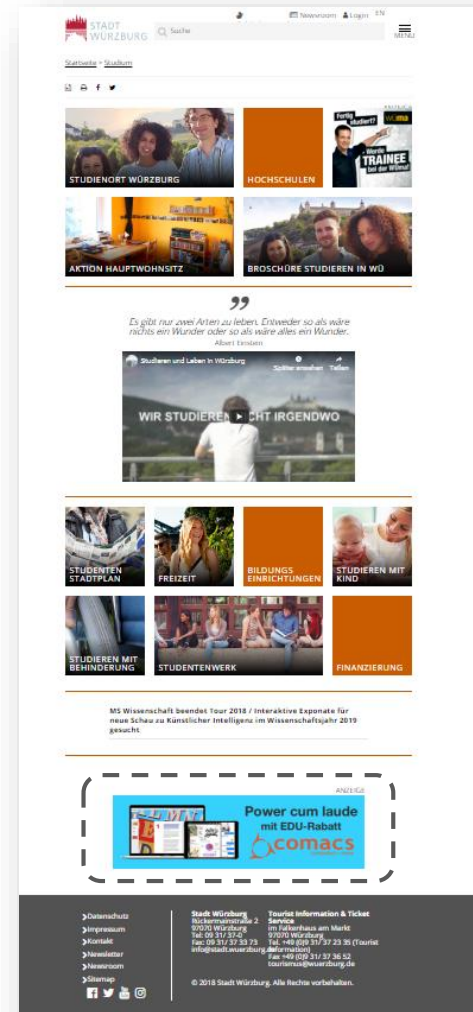 STADT
WÜRZBURG
Suche
Newsroom
Login
EN
MENÜ
Startseite > Studium
STUDIENORT WÜRZBURG
HOCHSCHULEN
Fertig
studiert?
- Werde
TRAINEE
bei der Wüma!
AKTION HAUPTWOHNSITZ
BROSCHÜRE STUDIEREN IN WÜ
Es gibt nur zwei Arten zu leben. Entweder so als wäre
nichts ein Wunder oder so als wäre alles ein Wunder.
Albert Einstein
Studieren und Leben in Würzburg
Später ansehen
Teilen
WIR STUDIEREN NICHT IRGENDWO
STUDENTEN
STADTPLAN
FREIZEIT
BILDUNGS
EINRICHTUNGEN
STUDIEREN MIT
KIND
STUDIEREN MIT
BEHINDERUNG
STUDENTENWERK
FINANZIERUNG
MS Wissenschaft beendet Tour 2018 / Interaktive Exponate für
neue Schau zu Künstlicher Intelligenz im Wissenschaftsjahr 2019
gesucht
ANZEIGE
Power cum laude
mit EDU-Rabatt
comacs
Datenschutz
Impressum
Kontakt
Newsletter
Newsroom
Sitemap
Stadt Würzburg
Rückermainstraße 2
97070 Würzburg
Tel: 09 31/ 37-0
Fax: 09 31/ 37 33 73
info@stadt.wuerzburg.de
Tourist Information & Ticket
Service
im Falkenhaus am Markt
97070 Würzburg
Tel. +49 (0)9 31/ 37 23 35 (Tourist
Information)
Fax +49 (0)9 31/ 37 36 52
tourismus@wuerzburg.de
© 2018 Stadt Würzburg. Alle Rechte vorbehalten.